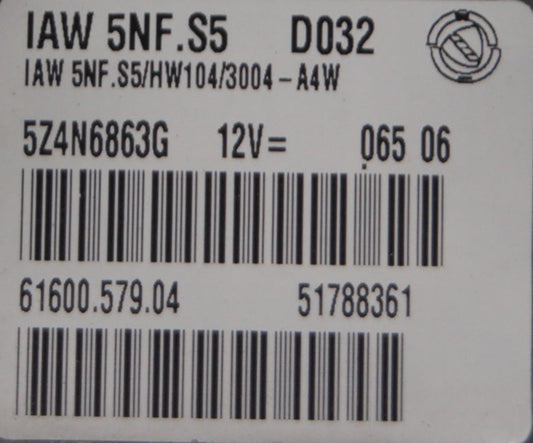 IAW 5NF.S5 D032
IAW 5NF.S5/HW104/3004-A4W
5Z4N6863G 12V= 065 06
61600.579.04 51788361